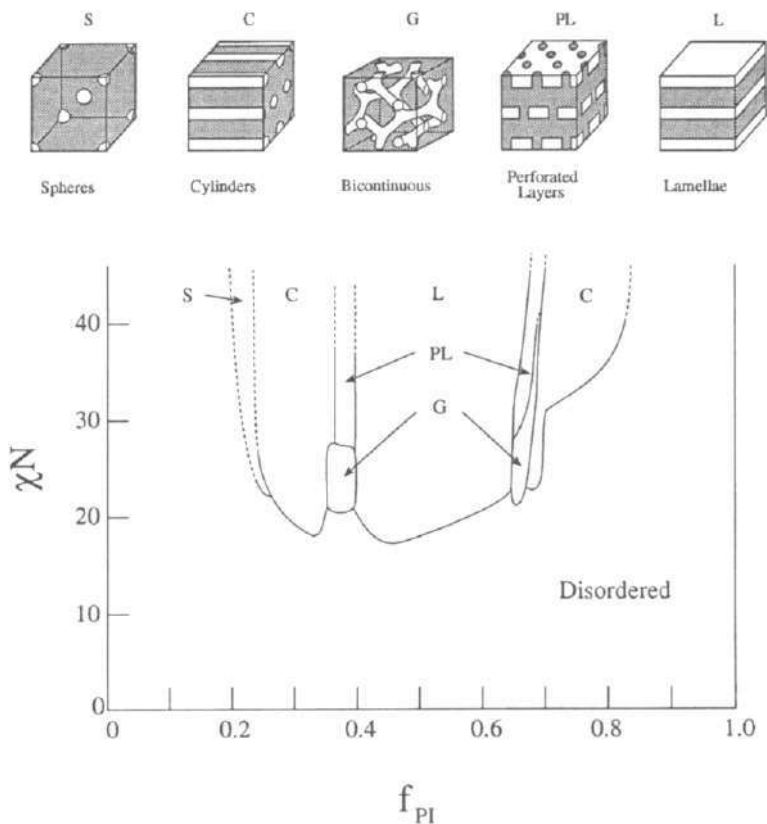 S C G PL L
Spheres Cylinders Bicontinuous Perforated Layers Lamellae
S C L C
40
PL
30
G
χN
20
Disordered
10
0
0 0.2 0.4 0.6 0.8 1.0
f_PI